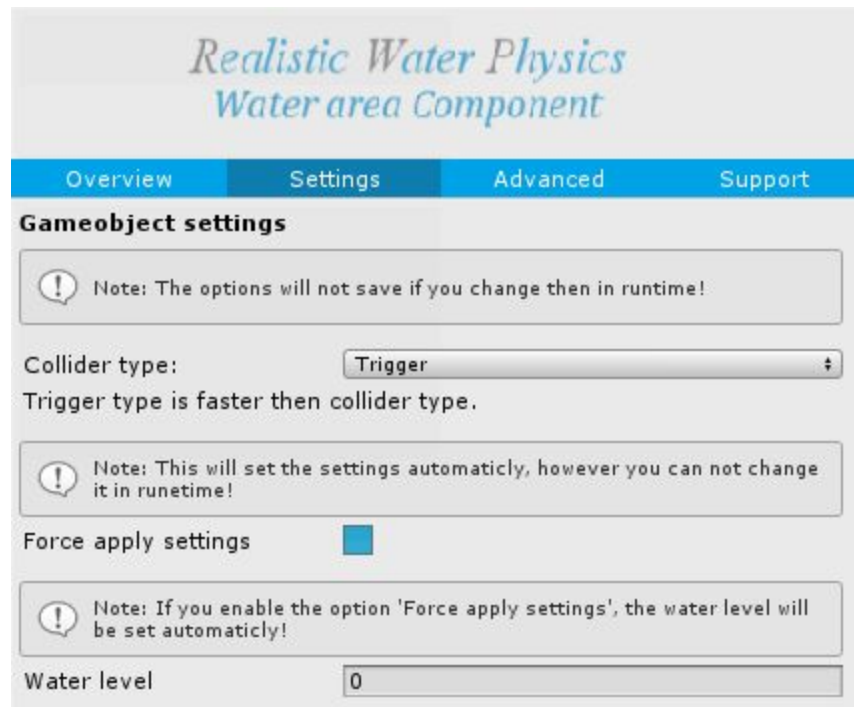 Realistic Water Physics
Water area Component
Overview Settings Advanced Support
Gameobject settings
Note: The options will not save if you change then in runtime!
Collider type: Trigger
Trigger type is faster then collider type.
Note: This will set the settings automaticly, however you can not change
it in runetime!
Force apply settings
Note: If you enable the option 'Force apply settings', the water level will
be set automaticly!
Water level 0